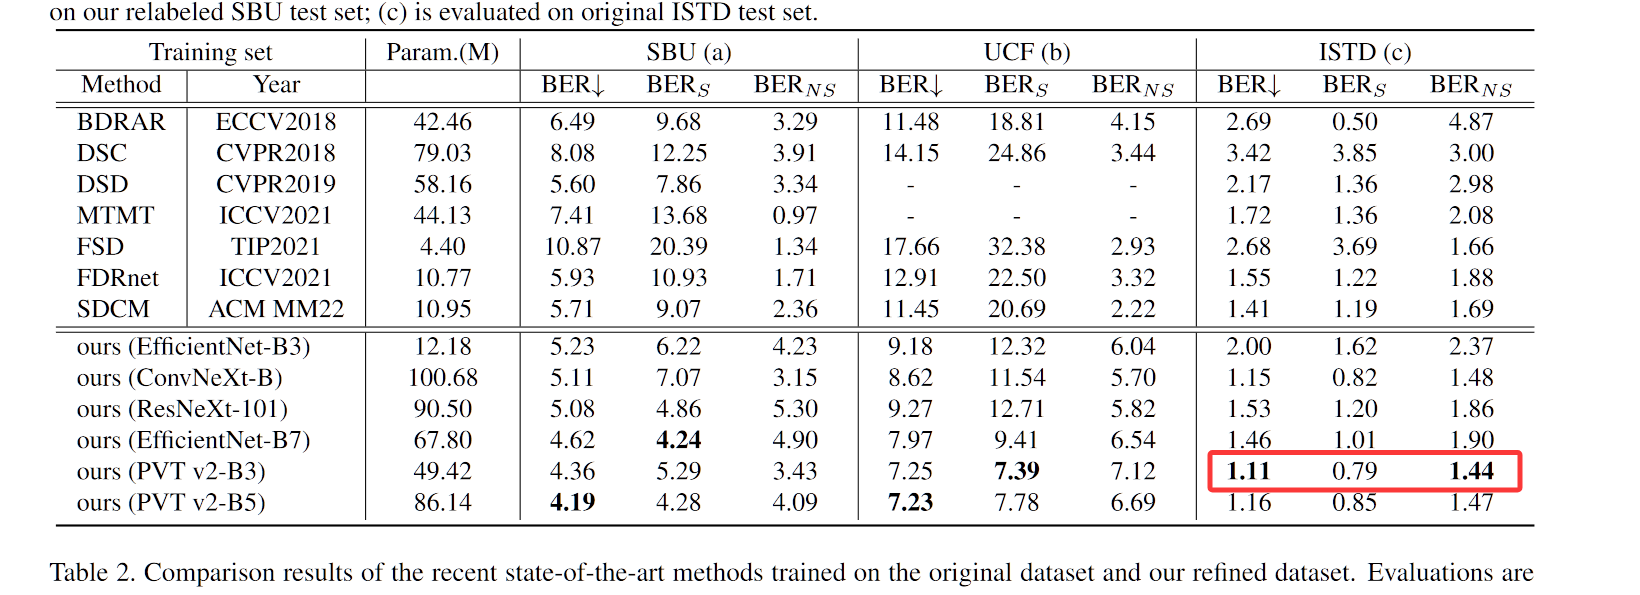 on our relabeled SBU test set; (c) is evaluated on original ISTD test set.
Training set Param.(M) SBU (a) UCF (b) ISTD (c)
Method Year BER↓ BER_S BER_NS BER↓ BER_S BER_NS BER↓ BER_S BER_NS
BDRAR ECCV2018 42.46 6.49 9.68 3.29 11.48 18.81 4.15 2.69 0.50 4.87
DSC CVPR2018 79.03 8.08 12.25 3.91 14.15 24.86 3.44 3.42 3.85 3.00
DSD CVPR2019 58.16 5.60 7.86 3.34 - - - 2.17 1.36 2.98
MTMT ICCV2021 44.13 7.41 13.68 0.97 - - - 1.72 1.36 2.08
FSD TIP2021 4.40 10.87 20.39 1.34 17.66 32.38 2.93 2.68 3.69 1.66
FDRnet ICCV2021 10.77 5.93 10.93 1.71 12.91 22.50 3.32 1.55 1.22 1.88
SDCM ACM MM22 10.95 5.71 9.07 2.36 11.45 20.69 2.22 1.41 1.19 1.69
ours (EfficientNet-B3) 12.18 5.23 6.22 4.23 9.18 12.32 6.04 2.00 1.62 2.37
ours (ConvNeXt-B) 100.68 5.11 7.07 3.15 8.62 11.54 5.70 1.15 0.82 1.48
ours (ResNeXt-101) 90.50 5.08 4.86 5.30 9.27 12.71 5.82 1.53 1.20 1.86
ours (EfficientNet-B7) 67.80 4.62 4.24 4.90 7.97 9.41 6.54 1.46 1.01 1.90
ours (PVT v2-B3) 49.42 4.36 5.29 3.43 7.25 7.39 7.12 1.11 0.79 1.44
ours (PVT v2-B5) 86.14 4.19 4.28 4.09 7.23 7.78 6.69 1.16 0.85 1.47
Table 2. Comparison results of the recent state-of-the-art methods trained on the original dataset and our refined dataset. Evaluations are